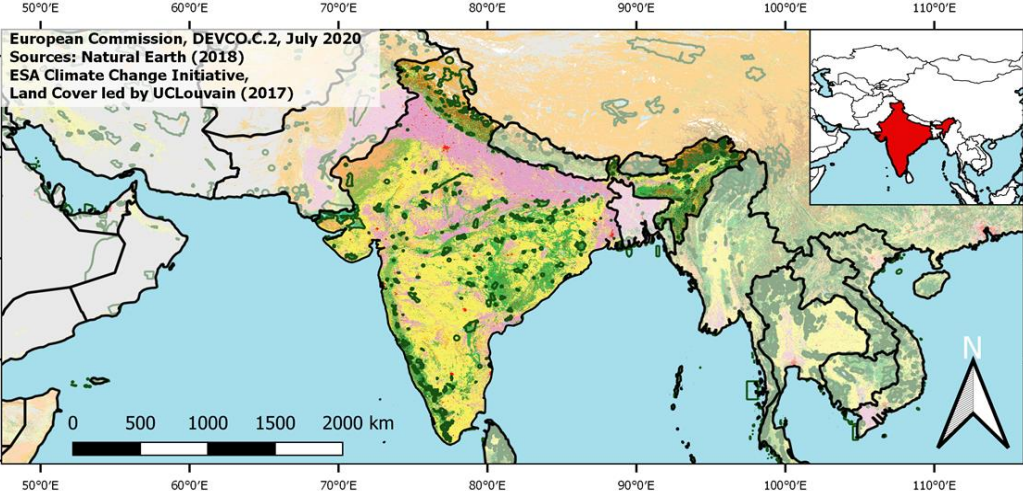 50°0'E 60°0'E 70°0'E 80°0'E 90°0'E 100°0'E 110°0'E
European Commission, DEVCO.C.2, July 2020
Sources: Natural Earth (2018)
ESA Climate Change Initiative,
Land Cover led by UCLouvain (2017)
N
0 500 1000 1500 2000 km
50°0'E 60°0'E 70°0'E 80°0'E 90°0'E 100°0'E 110°0'E